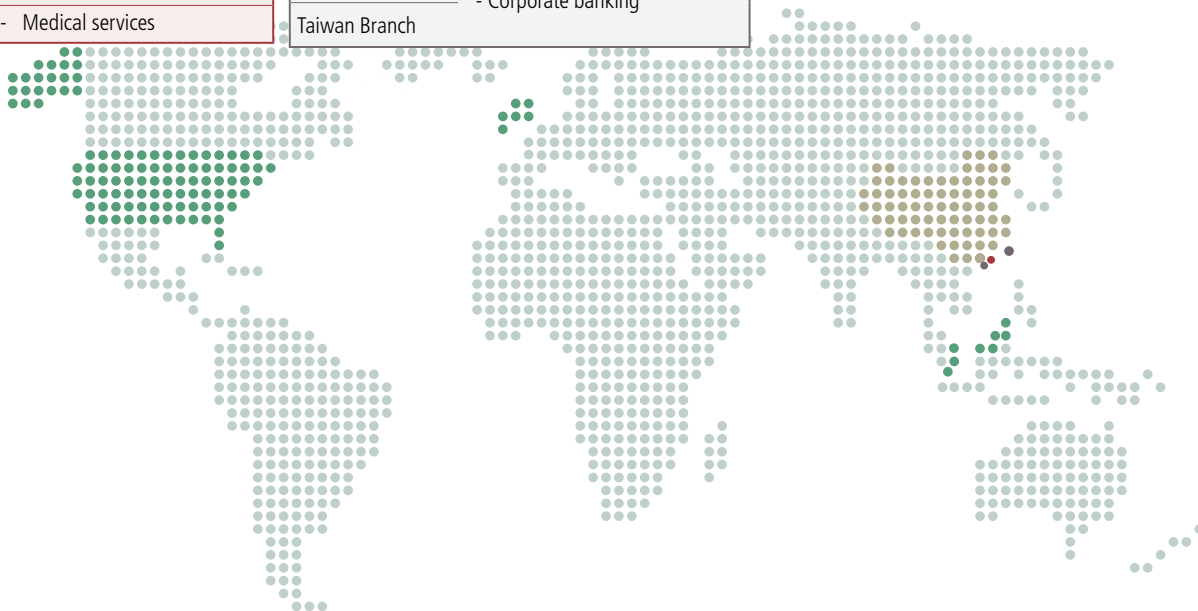 - Medical services
- Corporate banking
Taiwan Branch